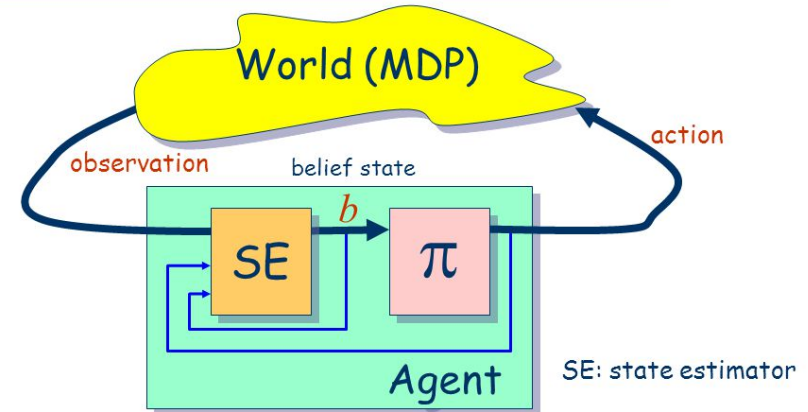 World (MDP)
action
observation
belief state
b
SE
π
Agent
SE: state estimator